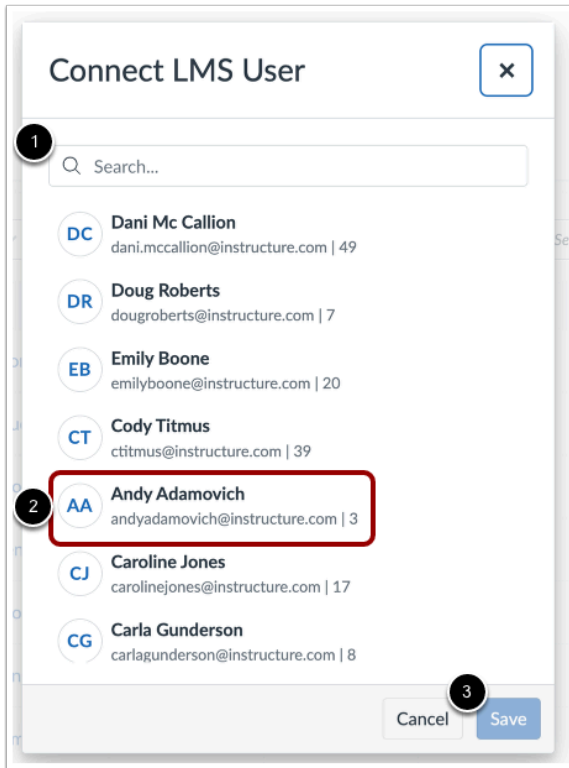 Connect LMS User
1
Search...
DC
Dani Mc Callion
dani.mccallion@instructure.com | 49
DR
Doug Roberts
dougroberts@instructure.com | 7
EB
Emily Boone
emilyboone@instructure.com | 20
CT
Cody Titmus
ctitmus@instructure.com | 39
2
AA
Andy Adamovich
andyadamovich@instructure.com | 3
CJ
Caroline Jones
carolinejones@instructure.com | 17
CG
Carla Gunderson
carlagunderson@instructure.com | 8
3
Cancel
Save